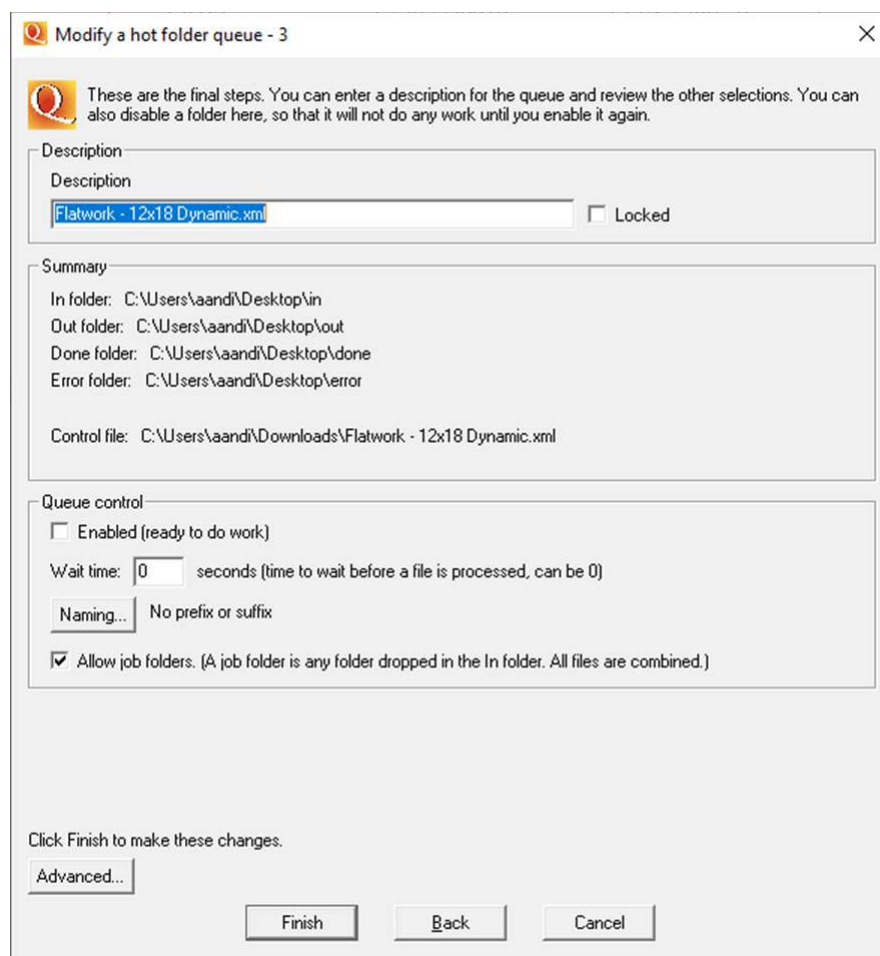 Modify a hot folder queue - 3
These are the final steps. You can enter a description for the queue and review the other selections. You can
also disable a folder here, so that it will not do any work until you enable it again.
Description
Description
Flatwork - 12x18 Dynamic.xml
Locked
Summary
In folder: C:\Users\aandi\Desktop\in
Out folder: C:\Users\aandi\Desktop\out
Done folder: C:\Users\aandi\Desktop\done
Error folder: C:\Users\aandi\Desktop\error
Control file: C:\Users\aandi\Downloads\Flatwork - 12x18 Dynamic.xml
Queue control
Enabled (ready to do work)
Wait time: 0 seconds (time to wait before a file is processed, can be 0)
Naming... No prefix or suffix
Allow job folders. (A job folder is any folder dropped in the In folder. All files are combined.)
Click Finish to make these changes.
Advanced...
Finish Back Cancel